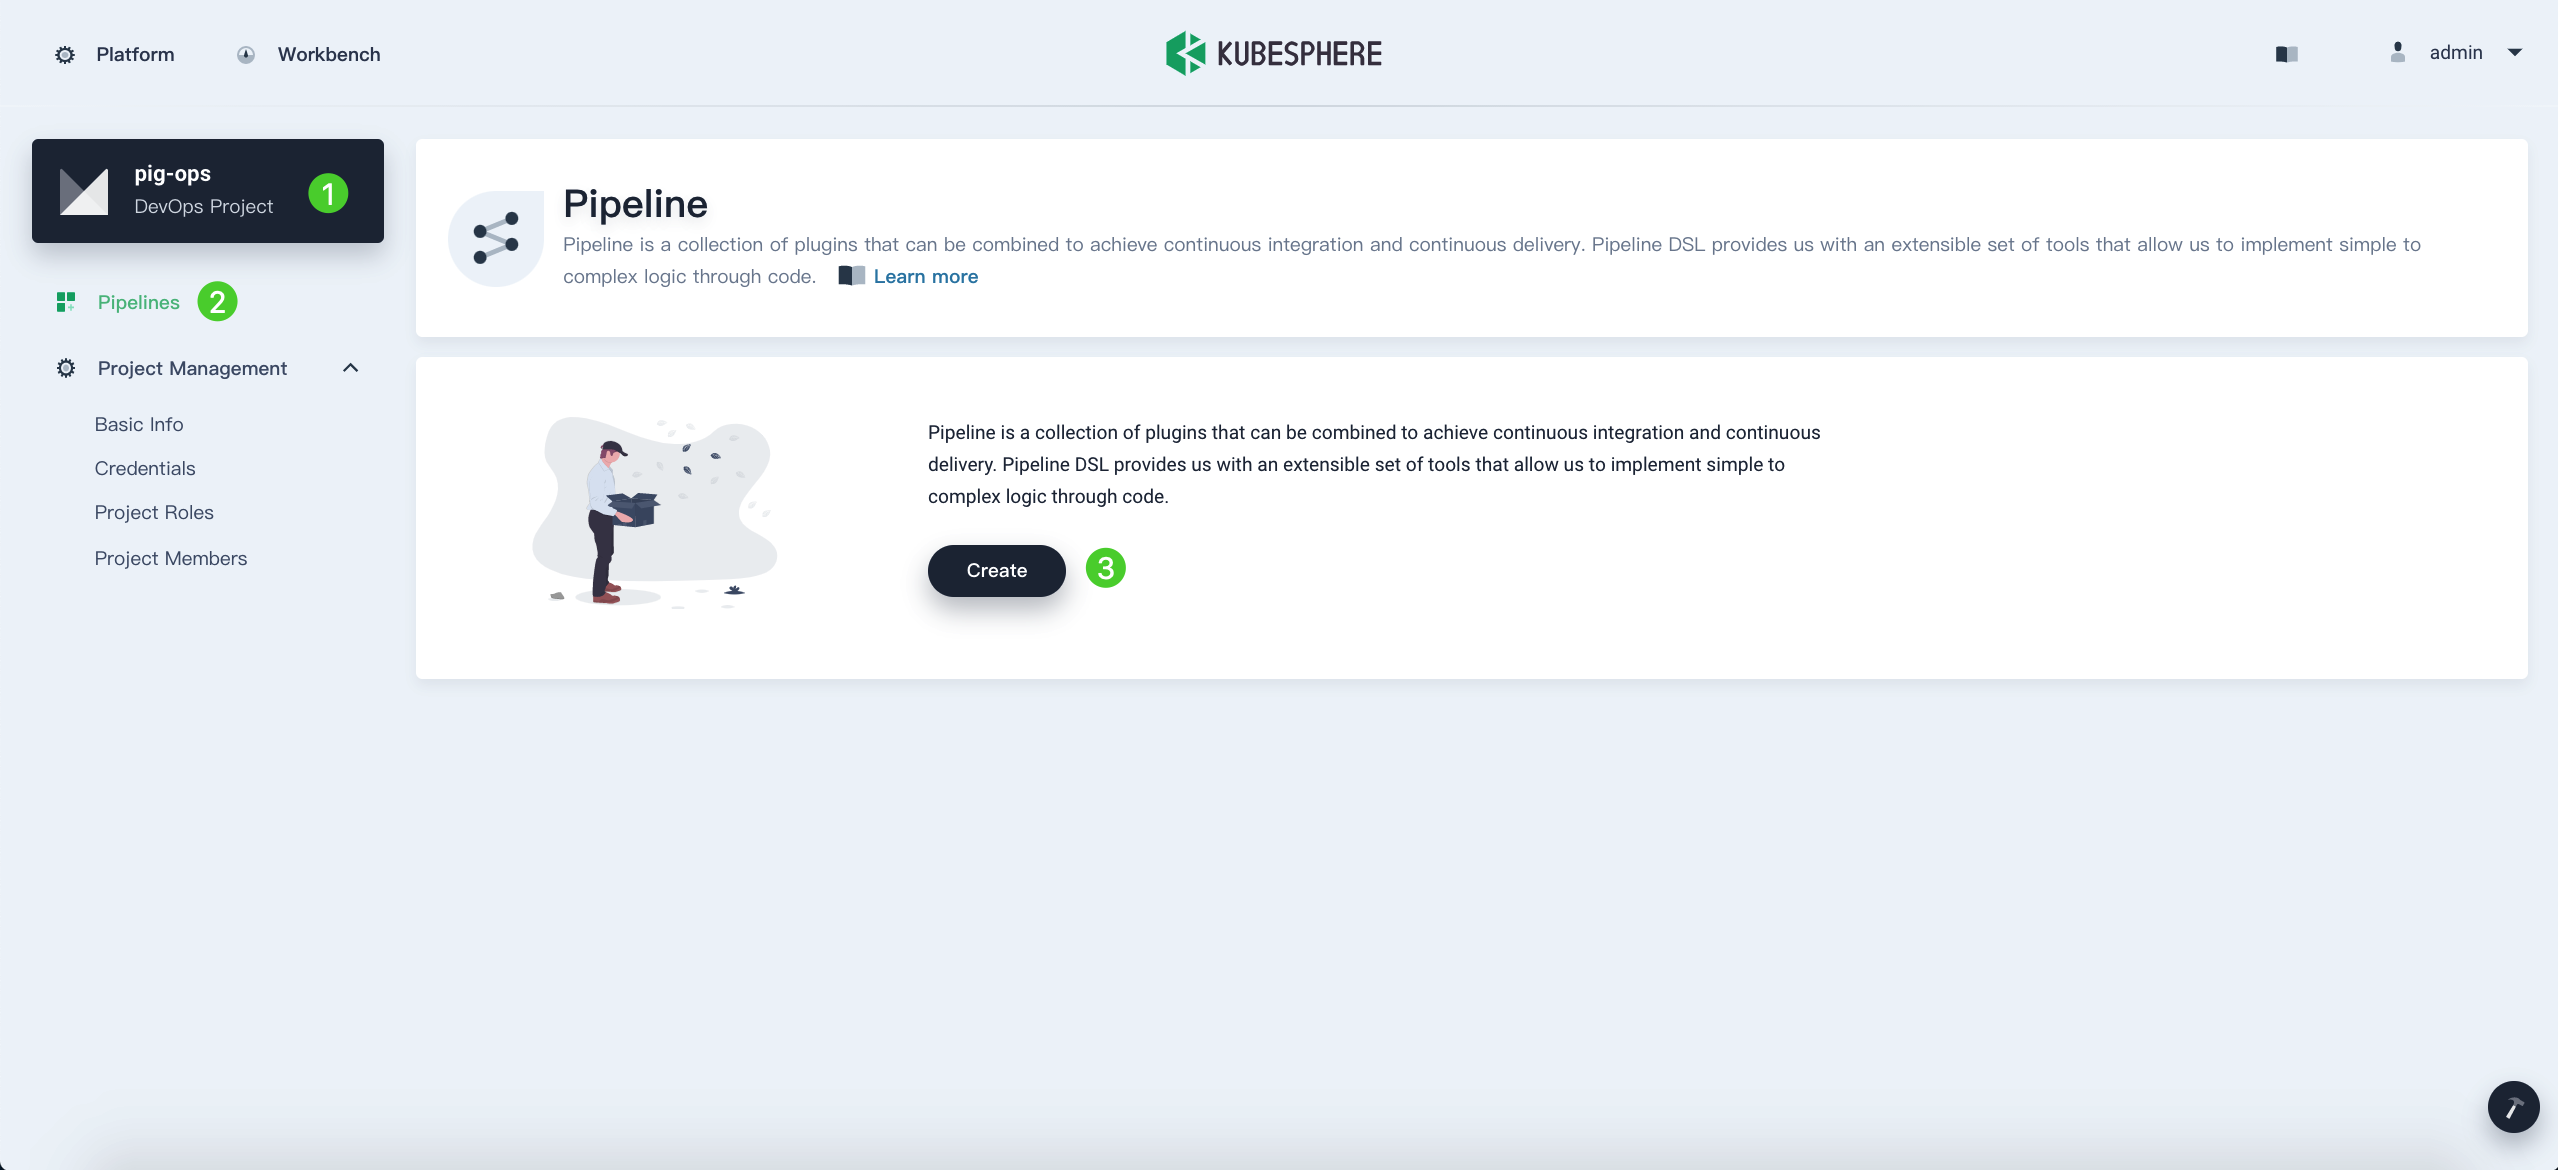 Platform
Workbench
KUBESPHERE
admin
pig-ops
DevOps Project
1
Pipelines
2
Project Management
Basic Info
Credentials
Project Roles
Project Members
Pipeline
Pipeline is a collection of plugins that can be combined to achieve continuous integration and continuous delivery. Pipeline DSL provides us with an extensible set of tools that allow us to implement simple to
complex logic through code. Learn more
Pipeline is a collection of plugins that can be combined to achieve continuous integration and continuous
delivery. Pipeline DSL provides us with an extensible set of tools that allow us to implement simple to
complex logic through code.
Create
3